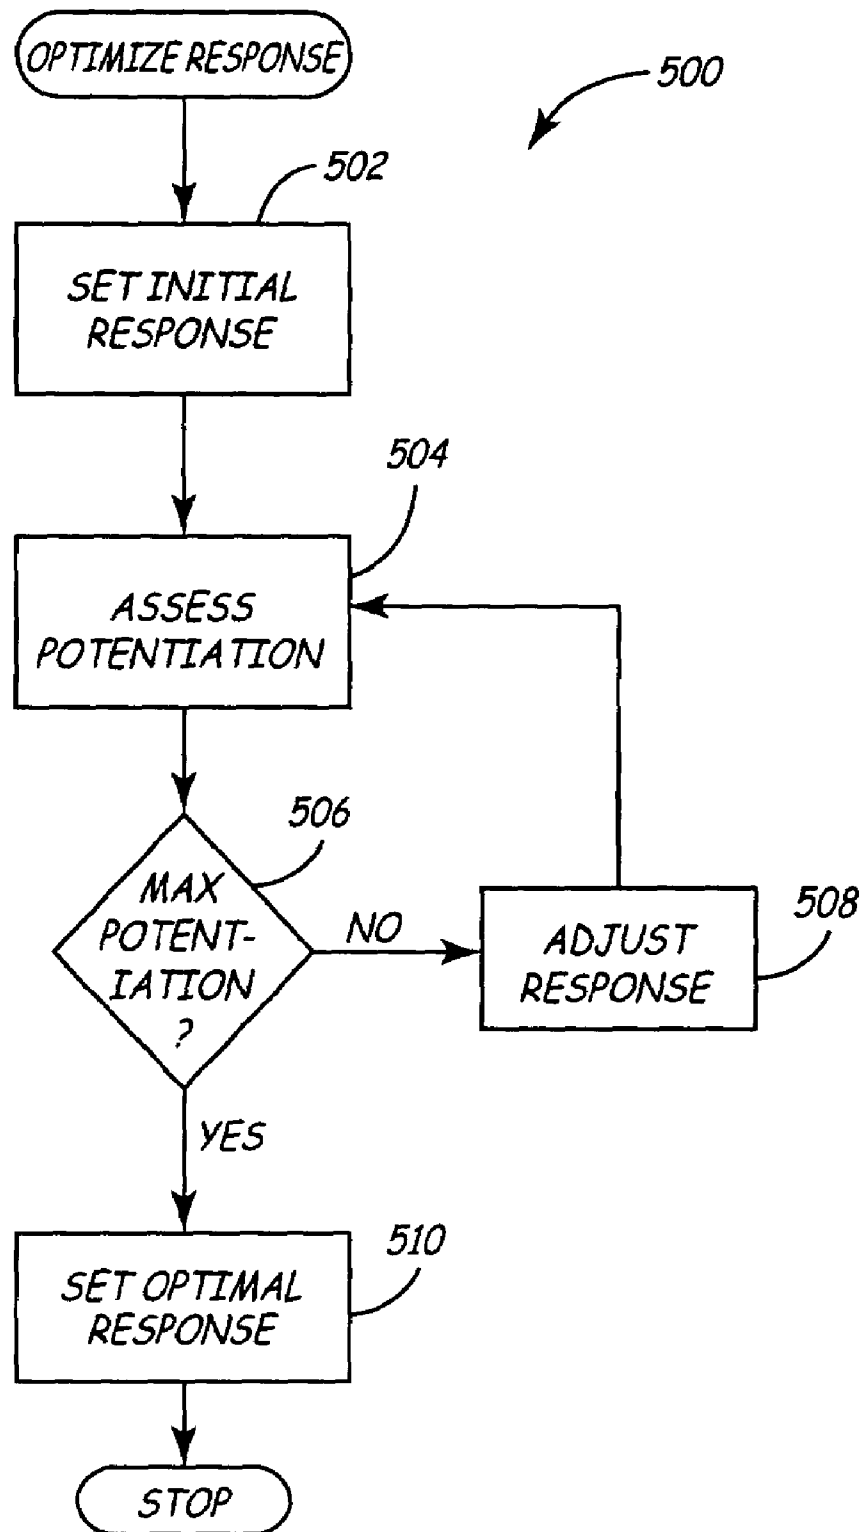 OPTIMIZE RESPONSE
500
502
SET INITIAL
RESPONSE
504
ASSESS
POTENTIATION
506
MAX
POTENT-
IATION
?
NO
508
ADJUST
RESPONSE
YES
510
SET OPTIMAL
RESPONSE
STOP